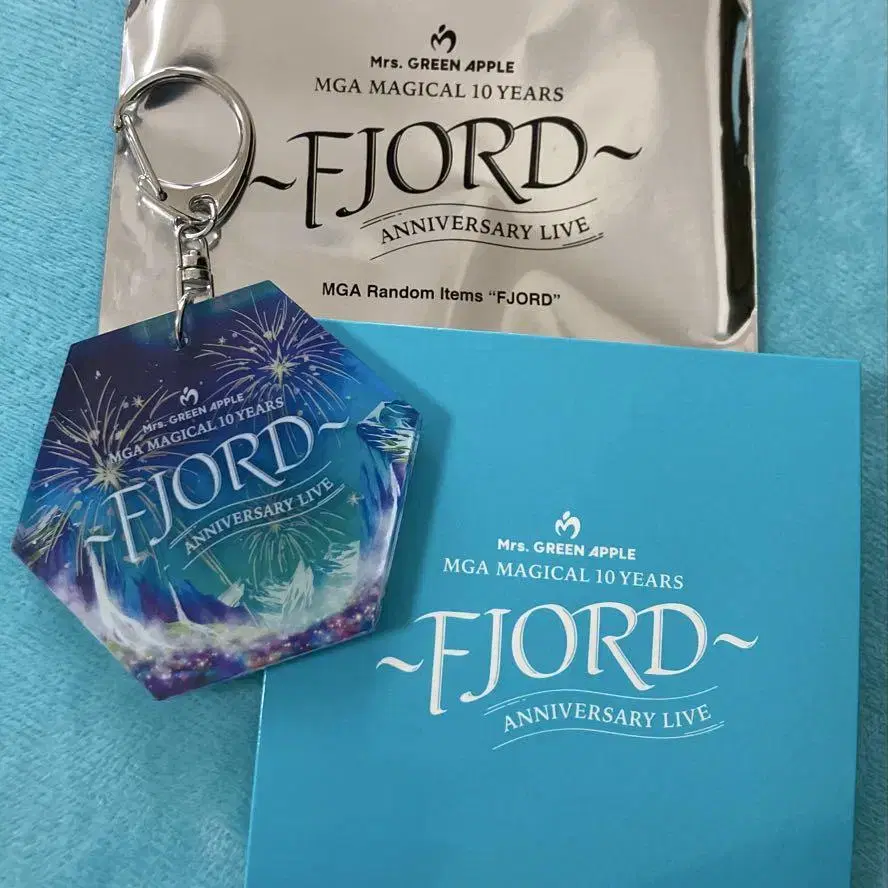 Mrs. GREEN APPLE
MGA MAGICAL 10 YEARS
~FJORD~
ANNIVERSARY LIVE
MGA Random Items “FJORD”
Mrs. GREEN APPLE
MGA MAGICAL 10 YEARS
~FJORD~
ANNIVERSARY LIVE
Mrs. GREEN APPLE
MGA MAGICAL 10 YEARS
~FJORD~
ANNIVERSARY LIVE